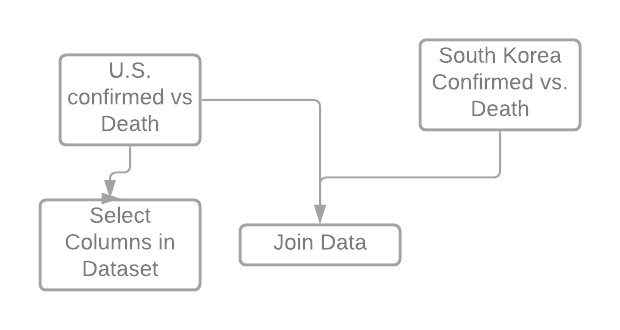 U.S.
confirmed vs
Death
South Korea
Confirmed vs.
Death
Select
Columns in
Dataset
Join Data